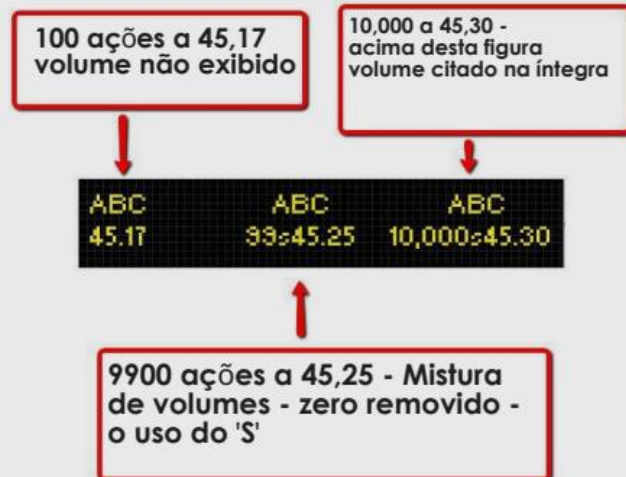 100 ações a 45,17
volume não exibido
10,000 a 45,30 -
acima desta figura
volume citado na íntegra
ABC ABC ABC
45.17 99s45.25 10,000s45.30
9900 ações a 45,25 - Mistura
de volumes - zero removido -
o uso do 'S'